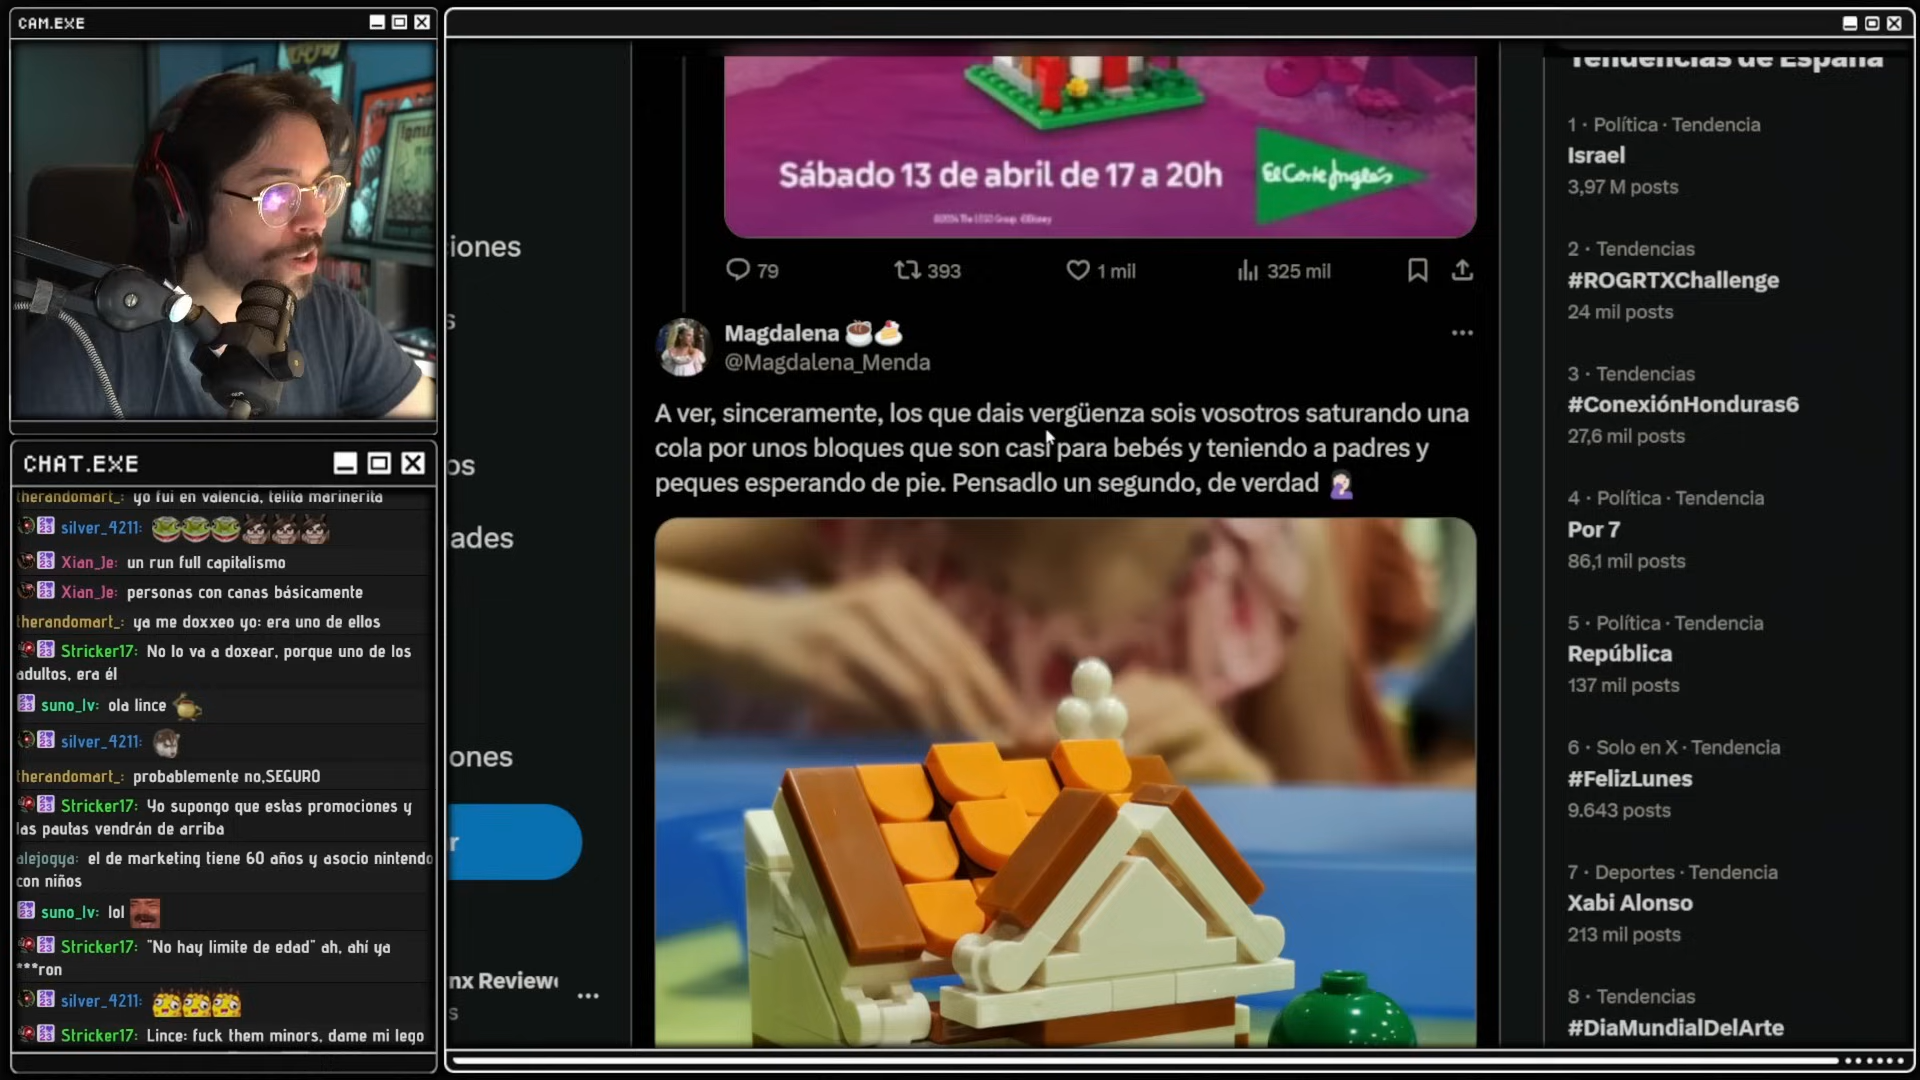 CAM.EXE
CHAT.EXE
therandomart_: yo fui en valencia, telita marinerita
silver_4211:
Xian_Je: un run full capitalismo
Xian_Je: personas con canas básicamente
therandomart_: ya me doxxeo yo: era uno de ellos
Stricker17: No lo va a doxear, porque uno de los
adultos, era él
suno_lv: ola lince
silver_4211:
therandomart_: probablemente no,SEGURO
Stricker17: Yo supongo que estas promociones y
las pautas vendrán de arriba
alejogya: el de marketing tiene 60 años y asocio nintendo
con niños
suno_lv: lol
Stricker17: "No hay limite de edad" ah, ahí ya
***ron
silver_4211:
Stricker17: Lince: fuck them minors, dame mi lego
iones
s
os
ades
ones
r
nx Review
s
Sábado 13 de abril de 17 a 20h
El Corte Inglés
©2024 The LEGO Group. ©Disney
79
393
1 mil
325 mil
Magdalena ☕🍰
@Magdalena_Menda
A ver, sinceramente, los que dais vergüenza sois vosotros saturando una
cola por unos bloques que son casi para bebés y teniendo a padres y
peques esperando de pie. Pensadlo un segundo, de verdad 🤦🏻‍♀️
Tendencias de España
1 · Política · Tendencia
Israel
3,97 M posts
2 · Tendencias
#ROGRTXChallenge
24 mil posts
3 · Tendencias
#ConexiónHonduras6
27,6 mil posts
4 · Política · Tendencia
Por 7
86,1 mil posts
5 · Política · Tendencia
República
137 mil posts
6 · Solo en X · Tendencia
#FelizLunes
9.643 posts
7 · Deportes · Tendencia
Xabi Alonso
213 mil posts
8 · Tendencias
#DiaMundialDelArte